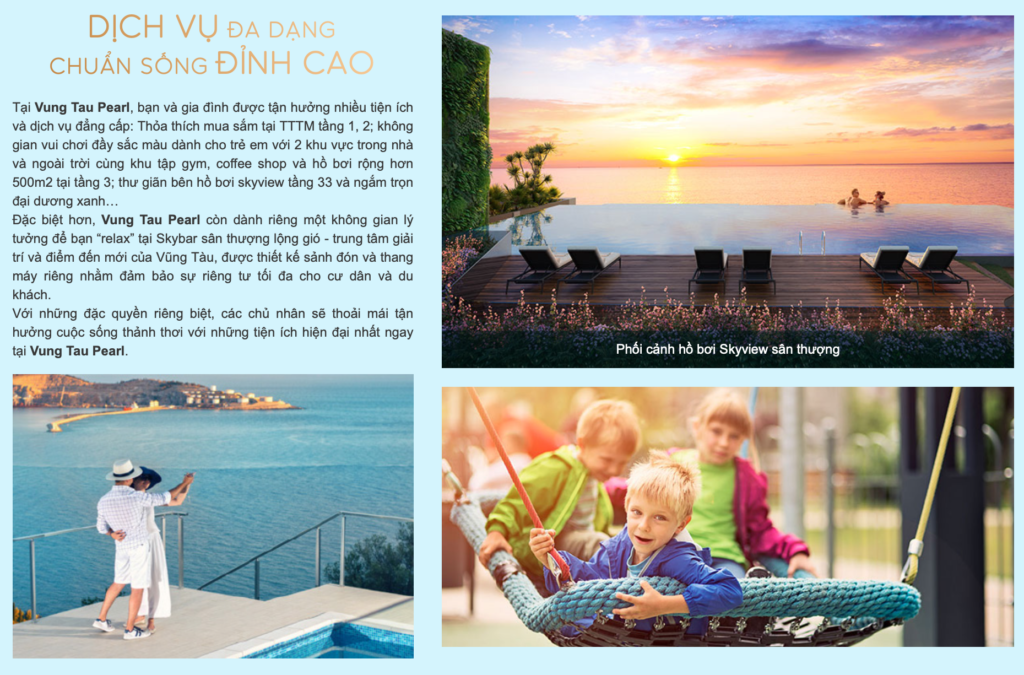 DỊCH VỤ ĐA DẠNG
CHUẨN SỐNG ĐỈNH CAO
Tại Vung Tau Pearl, bạn và gia đình được tận hưởng nhiều tiện ích
và dịch vụ đẳng cấp: Thỏa thích mua sắm tại TTTM tầng 1, 2; không
gian vui chơi đầy sắc màu dành cho trẻ em với 2 khu vực trong nhà
và ngoài trời cùng khu tập gym, coffee shop và hồ bơi rộng hơn
500m2 tại tầng 3; thư giãn bên hồ bơi skyview tầng 33 và ngắm trọn
đại dương xanh…
Đặc biệt hơn, Vung Tau Pearl còn dành riêng một không gian lý
tưởng để bạn “relax” tại Skybar sân thượng lộng gió - trung tâm giải
trí và điểm đến mới của Vũng Tàu, được thiết kế sảnh đón và thang
máy riêng nhằm đảm bảo sự riêng tư tối đa cho cư dân và du
khách.
Với những đặc quyền riêng biệt, các chủ nhân sẽ thoải mái tận
hưởng cuộc sống thảnh thơi với những tiện ích hiện đại nhất ngay
tại Vung Tau Pearl.
Phối cảnh hồ bơi Skyview sân thượng